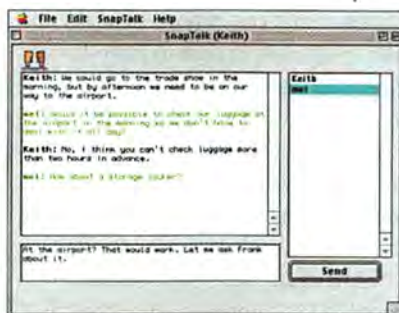 File Edit SnapTalk Help
SnapTalk (Keith)
Keith: We could go to the trade show in the
morning, but by afternoon we need to be on our
way to the airport.
mel: Would it be possible to check our luggage at
the airport in the morning so we don't have to
deal with it all day?
Keith: No, I think you can't check luggage more
than two hours in advance.
mel: How about a storage locker?
At the airport? That would work. Let me ask Frank
about it.
Keith
mel
Send